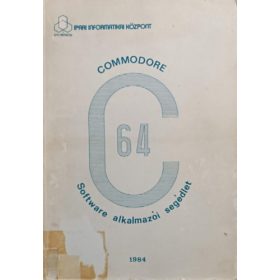 IPARI INFORMATIKAI KÖZPONT
COMMODORE
C
64
Software alkalmazói segédlet
1984